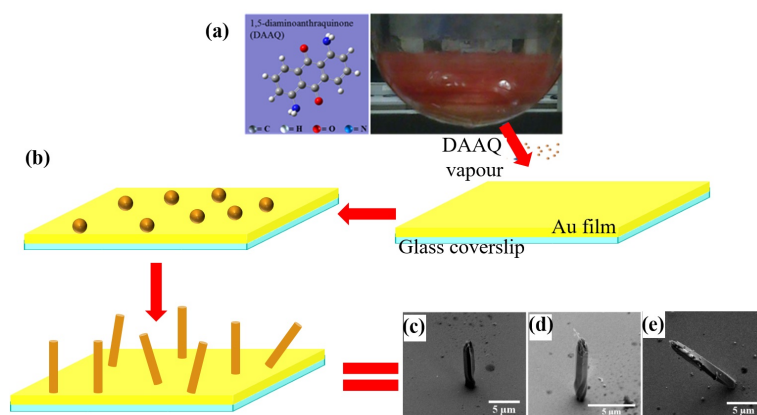 (a)
1,5-diaminoanthraquinone
(DAAQ)
= C = H = O = N
DAAQ
vapour
(b)
Au film
Glass coverslip
(c)
(d)
(e)
5 µm
5 µm
5 µm